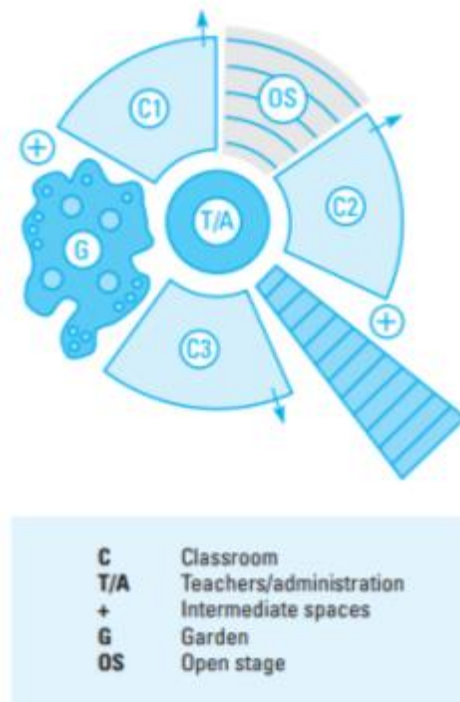 C1
OS
+
C2
T/A
G
+
C3
C Classroom
T/A Teachers/administration
+ Intermediate spaces
G Garden
OS Open stage